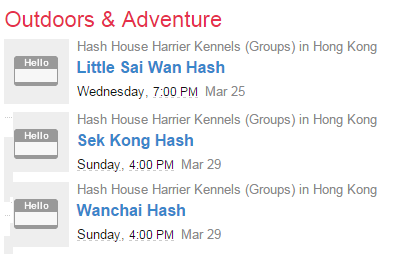 Outdoors & Adventure
Hash House Harrier Kennels (Groups) in Hong Kong
Hello
Little Sai Wan Hash
Wednesday, 7:00 PM Mar 25
Hash House Harrier Kennels (Groups) in Hong Kong
Hello
Sek Kong Hash
Sunday, 4:00 PM Mar 29
Hash House Harrier Kennels (Groups) in Hong Kong
Hello
Wanchai Hash
Sunday, 4:00 PM Mar 29